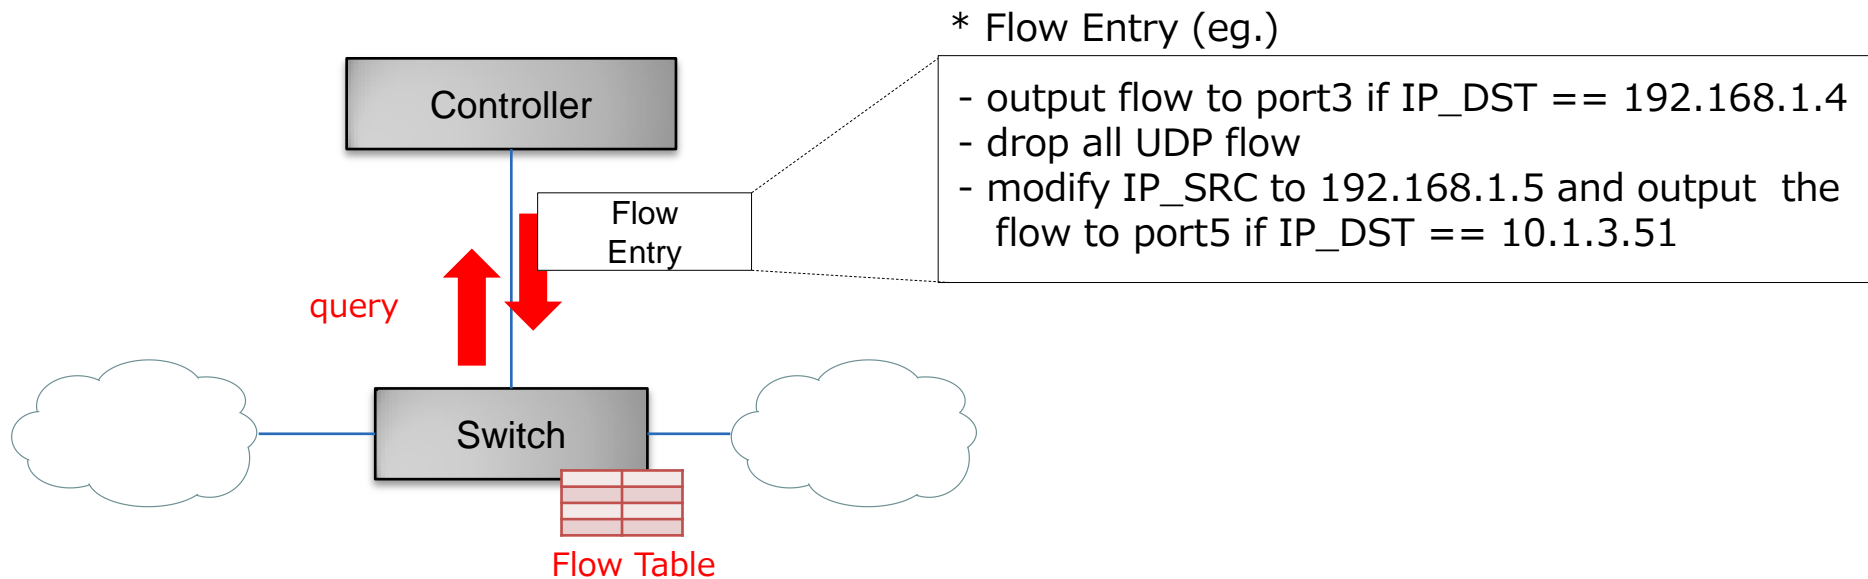 * Flow Entry (eg.)
Controller
- output flow to port3 if IP_DST == 192.168.1.4
- drop all UDP flow
- modify IP_SRC to 192.168.1.5 and output  the
flow to port5 if IP_DST == 10.1.3.51
Flow
Entry
query
Switch
Flow Table